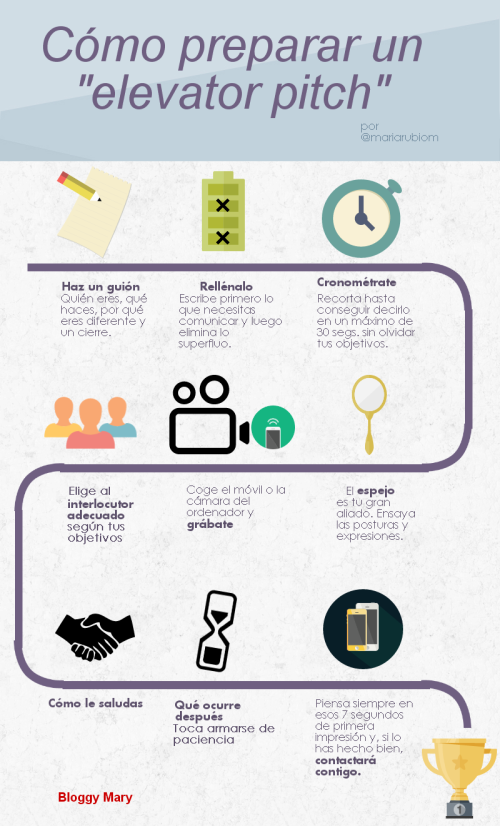 Cómo preparar un
"elevator pitch"
por
@mariarubiom
Haz un guión
Quién eres, qué
haces, por qué
eres diferente y
un cierre.
Rellénalo
Escribe primero lo
que necesitas
comunicar y luego
elimina lo
superfluo.
Cronométrate
Recorta hasta
conseguir decirlo
en un máximo de
30 segs. sin olvidar
tus objetivos.
El espejo
es tu gran
aliado. Ensaya
las posturas y
expresiones.
Coge el móvil o la
cámara del
ordenador y
grábate
Elige al
interlocutor
adecuado
según tus
objetivos
Cómo le saludas
Qué ocurre
después
Toca armarse de
paciencia
Piensa siempre en
esos 7 segundos
de primera
impresión y, si lo
has hecho bien,
contactará
contigo.
1
Bloggy Mary